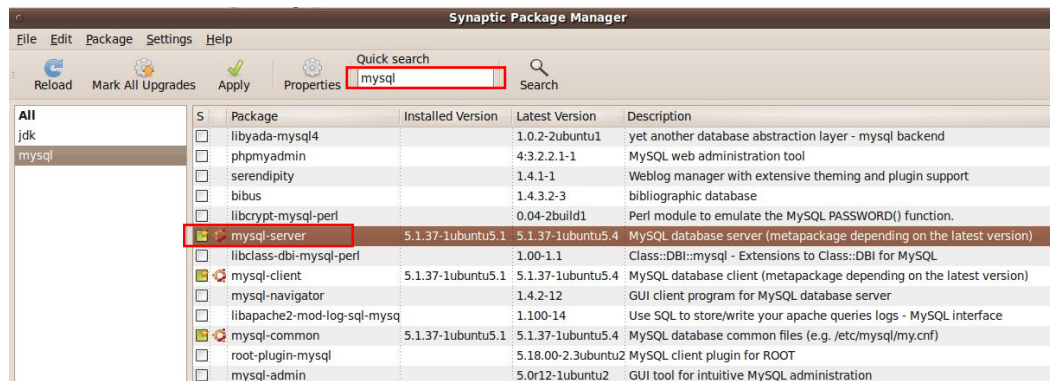 Synaptic Package Manager
File Edit Package Settings Help
Reload Mark All Upgrades Apply Properties Quick search mysql Search
All
jdk
mysql
S Package Installed Version Latest Version Description
libyada-mysql4 1.0.2-2ubuntu1 yet another database abstraction layer - mysql backend
phpmyadmin 4:3.2.2.1-1 MySQL web administration tool
serendipity 1.4.1-1 Weblog manager with extensive theming and plugin support
bibus 1.4.3.2-3 bibliographic database
libcrypt-mysql-perl 0.04-2build1 Perl module to emulate the MySQL PASSWORD() function.
mysql-server 5.1.37-1ubuntu5.1 5.1.37-1ubuntu5.4 MySQL database server (metapackage depending on the latest version)
libclass-dbi-mysql-perl 1.00-1.1 Class::DBI::mysql - Extensions to Class::DBI for MySQL
mysql-client 5.1.37-1ubuntu5.1 5.1.37-1ubuntu5.4 MySQL database client (metapackage depending on the latest version)
mysql-navigator 1.4.2-12 GUI client program for MySQL database server
libapache2-mod-log-sql-mysq 1.100-14 Use SQL to store/write your apache queries logs - MySQL interface
mysql-common 5.1.37-1ubuntu5.1 5.1.37-1ubuntu5.4 MySQL database common files (e.g. /etc/mysql/my.cnf)
root-plugin-mysql 5.18.00-2.3ubuntu2 MySQL client plugin for ROOT
mysql-admin 5.0r12-1ubuntu2 GUI tool for intuitive MySQL administration